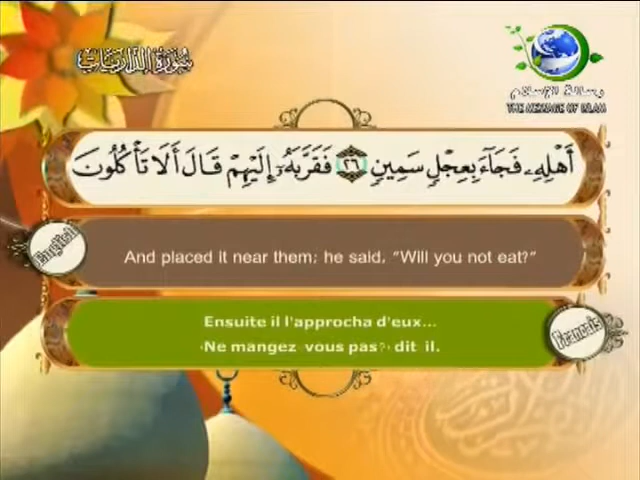 سورة الذاريات
رسالة الإسلام
THE MESSAGE OF ISLAM
أَهْلِهِۦ فَجَآءَ بِعِجْلٍ سَمِينٍ ٢٦ فَقَرَّبَهُۥٓ إِلَيْهِمْ قَالَ أَلَا تَأْكُلُونَ
English
And placed it near them; he said, "Will you not eat?"
Ensuite il l'approcha d'eux...
‹Ne mangez vous pas?› dit il.
Francais